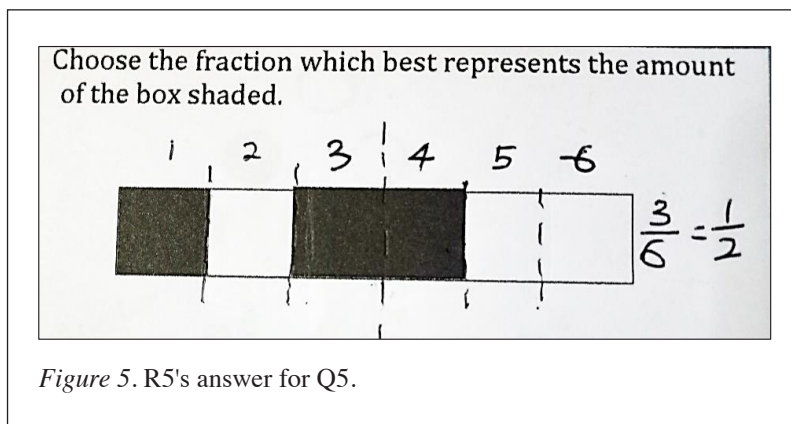 Choose the fraction which best represents the amount
of the box shaded.
1 2 3 4 5 6
3/6 = 1/2
Figure 5. R5's answer for Q5.